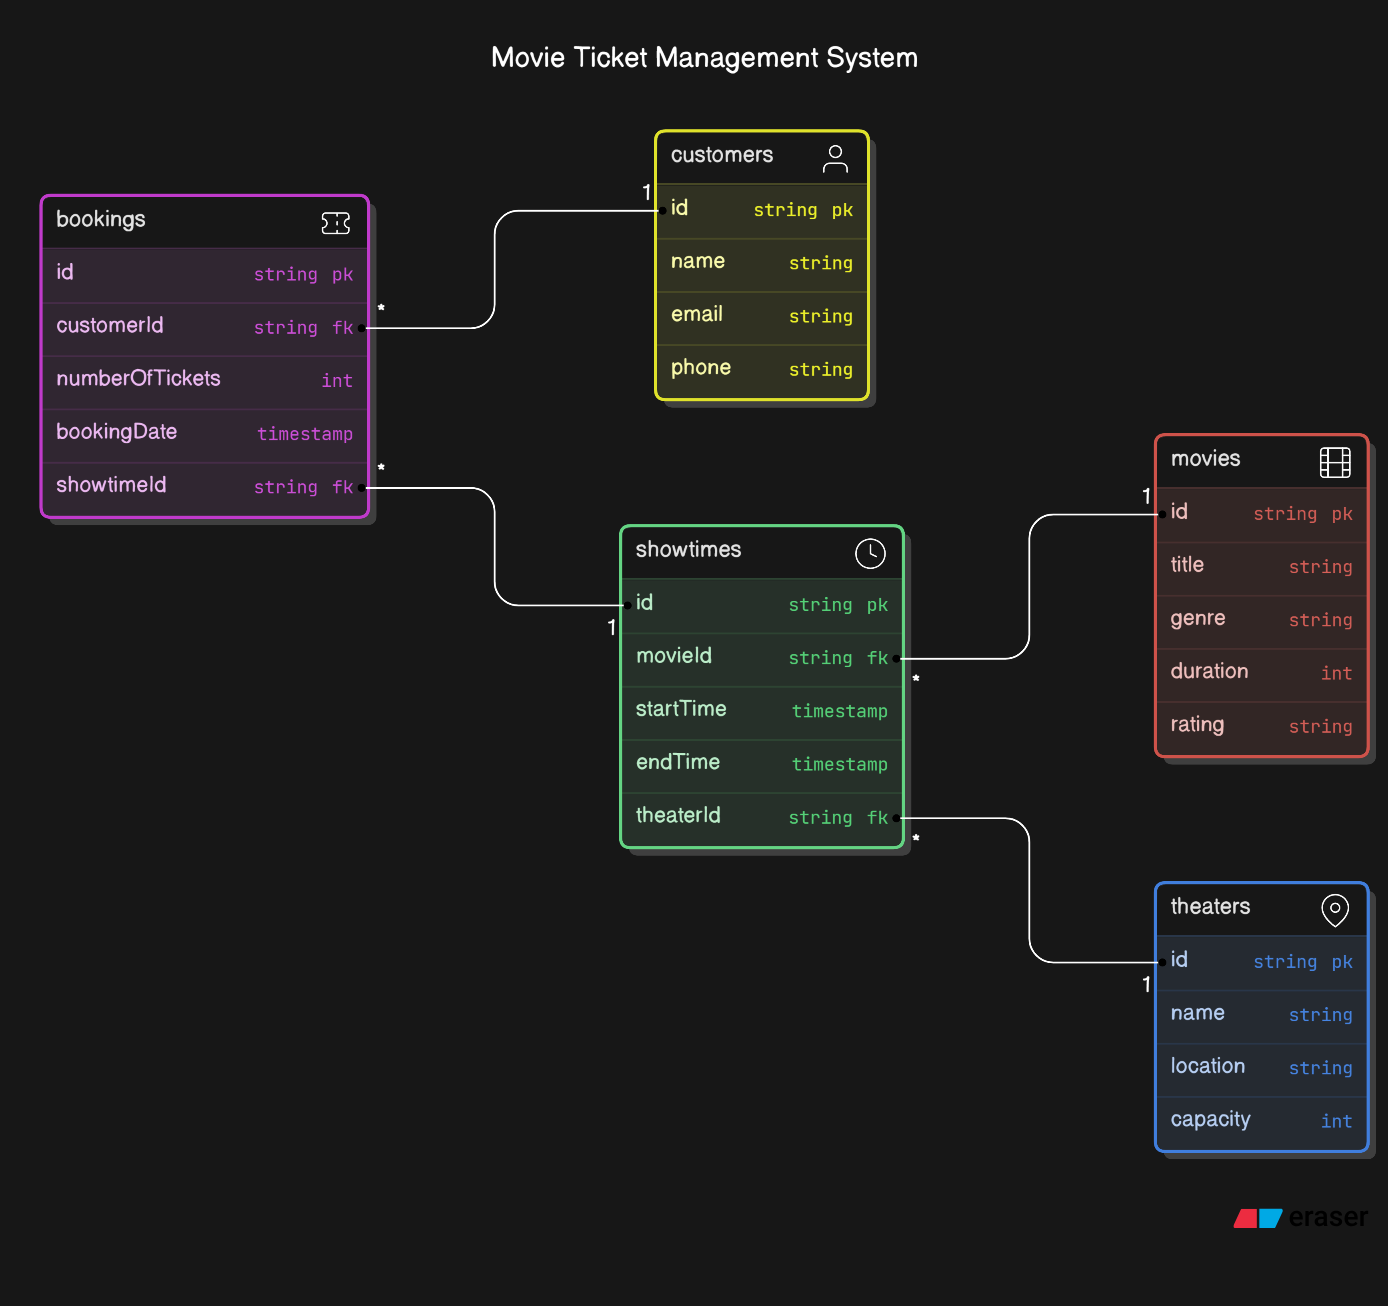 Movie Ticket Management System
customers
1
id string pk
name string
email string
phone string
bookings
id string pk
*
customerId string fk
numberOfTickets int
bookingDate timestamp
*
showtimeId string fk
movies
1
id string pk
title string
genre string
duration int
rating string
showtimes
id string pk
1
movieId string fk
*
startTime timestamp
endTime timestamp
theaterId string fk
*
theaters
id string pk
1
name string
location string
capacity int
eraser